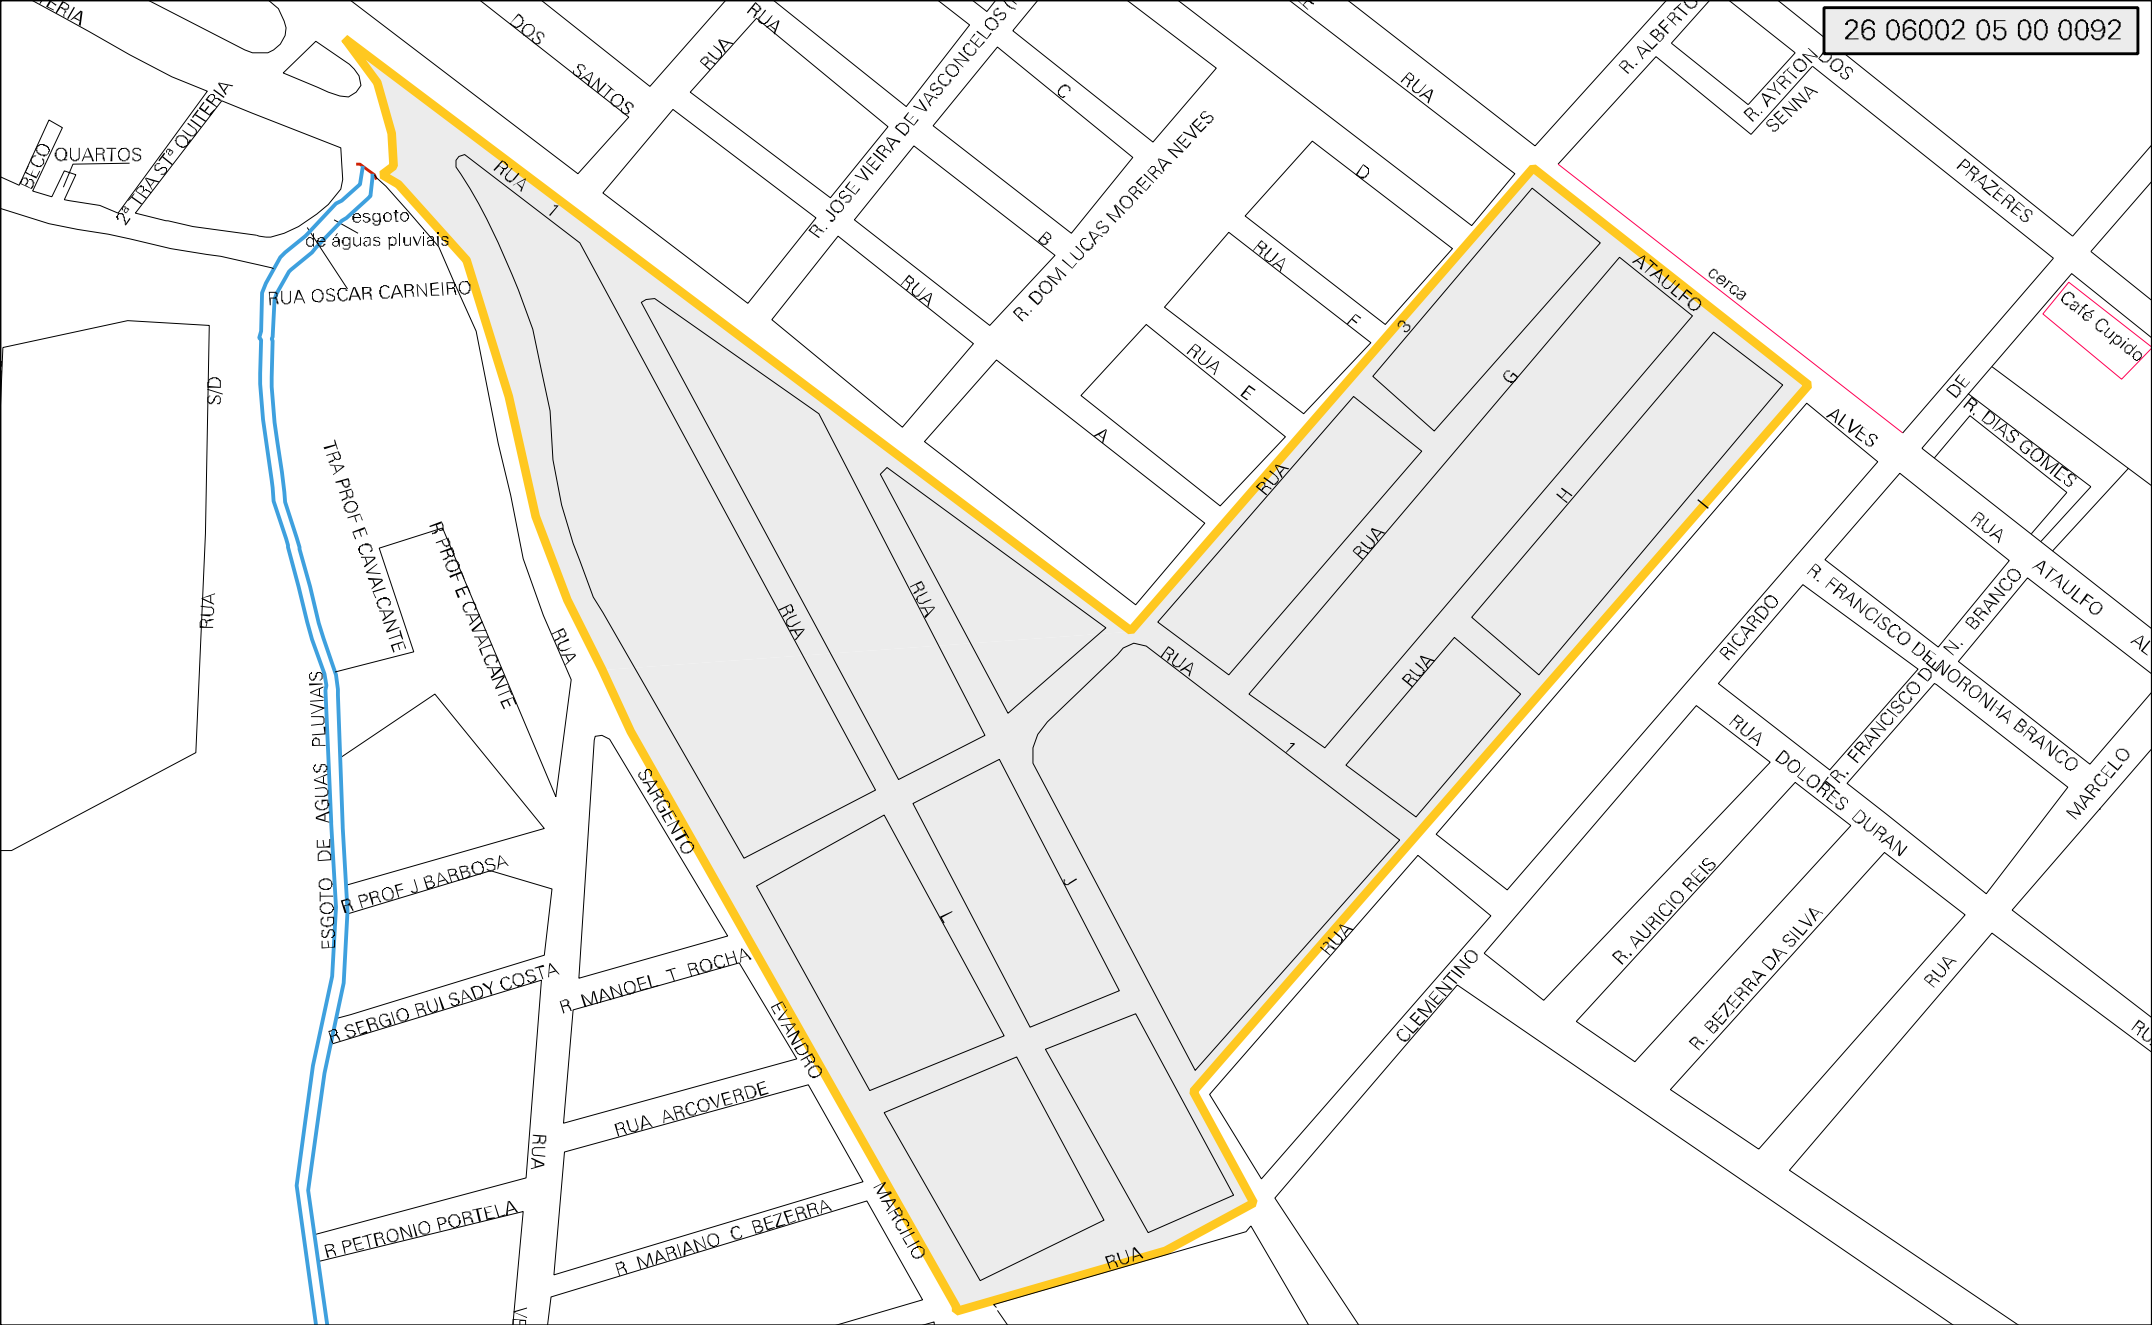 26 06002 05 00 0092
DOS
SANTOS
RUA
RUA
R. JOSE VIEIRA DE VASCONCELOS
C
R. DOM LUCAS MOREIRA NEVES
B
RUA
RUA
D
R. ALBERTO
R. AYRTON
SENNA
DOS
PRAZERES
BECO
QUARTOS
2ª TRA STª QUITERIA
RUA 1
esgoto
de águas pluviais
RUA OSCAR CARNEIRO
RUA F
RUA E
A
3
RUA
ATAULFO
cerca
Café Cupido
DE
ALVES
R. DIAS GOMES
S/D
RUA
TRA PROF E CAVALCANTE
R PROF E CAVALCANTE
RUA
RUA
RUA
G
RUA
H
RUA
I
RUA
1
RUA
ATAULFO
R. FRANCISCO DE NORONHA BRANCO
R. FRANCISCO DE N. BRANCO
RICARDO
MARCELO
RUA DOLORES DURAN
ESGOTO DE AGUAS PLUVIAIS
SARGENTO
R PROF J BARBOSA
R SERGIO RUI SADY COSTA
R MANOEL T ROCHA
EVANDRO
L
J
RUA
CLEMENTINO
R. AURICIO REIS
R. BEZERRA DA SILVA
RUA
RUA ARCOVERDE
RUA
R PETRONIO PORTELA
R MARIANO C BEZERRA
MARCILIO
RUA